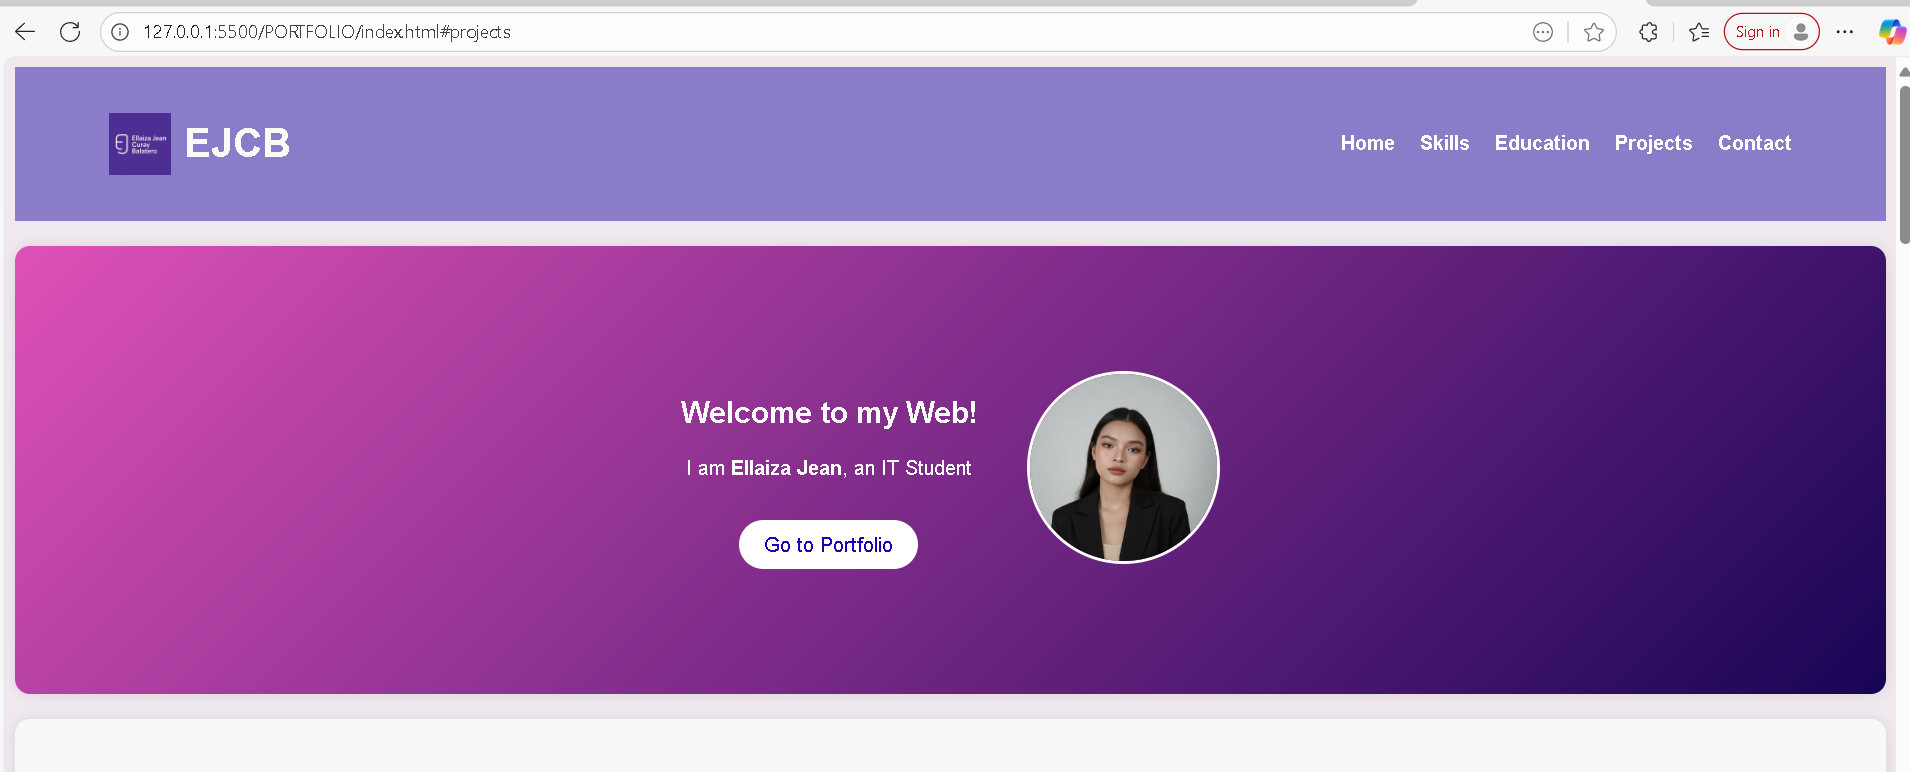 127.0.0.1:5500/PORTFOLIO/index.html#projects
Sign in
Ellaiza Jean
Curay
Balatero
EJCB
Home Skills Education Projects Contact
Welcome to my Web!
I am Ellaiza Jean, an IT Student
Go to Portfolio